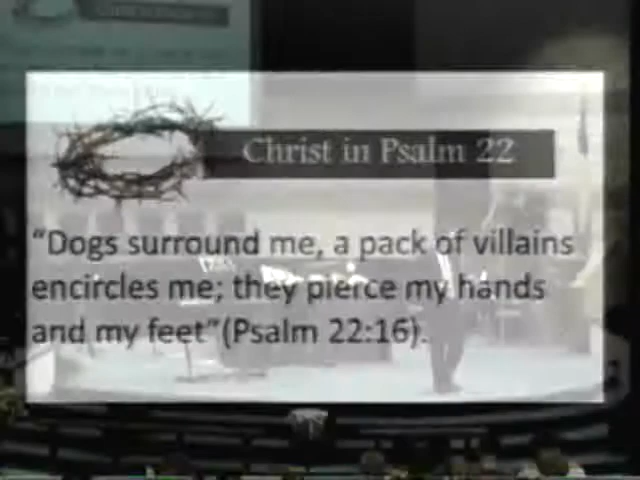 Christ in Psalm 22
“Dogs surround me, a pack of villains
encircles me; they pierce my hands
and my feet”(Psalm 22:16).